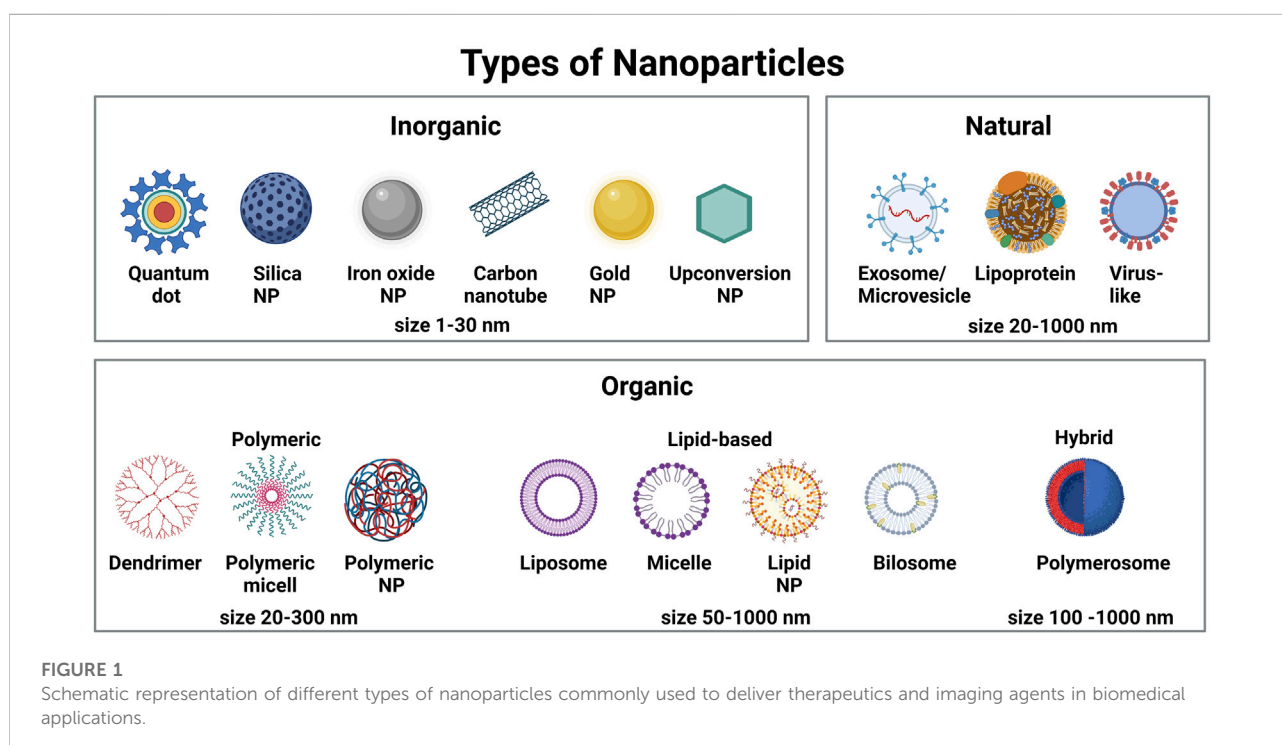 Types of Nanoparticles
Inorganic
Quantum
dot
Silica
NP
Iron oxide
NP
Carbon
nanotube
Gold
NP
Upconversion
NP
size 1-30 nm
Natural
Exosome/
Microvesicle
Lipoprotein
Virus-
like
size 20-1000 nm
Organic
Polymeric
Dendrimer
Polymeric
micell
Polymeric
NP
size 20-300 nm
Lipid-based
Liposome
Micelle
Lipid
NP
Bilosome
size 50-1000 nm
Hybrid
Polymerosome
size 100 -1000 nm
FIGURE 1
Schematic representation of different types of nanoparticles commonly used to deliver therapeutics and imaging agents in biomedical
applications.